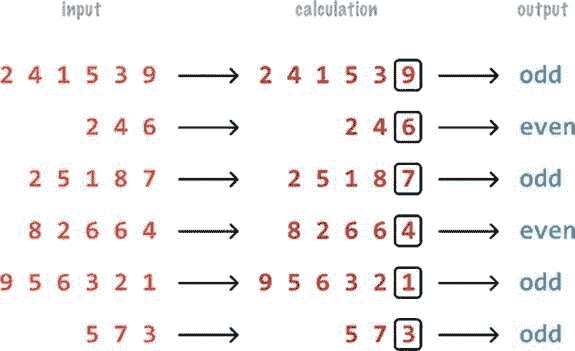 input calculation output
2 4 1 5 3 9 2 4 1 5 3 9 odd
2 4 6 2 4 6 even
2 5 1 8 7 2 5 1 8 7 odd
8 2 6 6 4 8 2 6 6 4 even
9 5 6 3 2 1 9 5 6 3 2 1 odd
5 7 3 5 7 3 odd